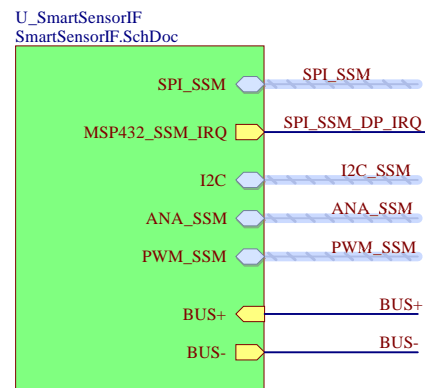 U_SmartSensorIF
SmartSensorIF.SchDoc
SPI_SSM SPI_SSM
MSP432_SSM_IRQ SPI_SSM_DP_IRQ
I2C I2C_SSM
ANA_SSM ANA_SSM
PWM_SSM PWM_SSM
BUS+ BUS+
BUS- BUS-